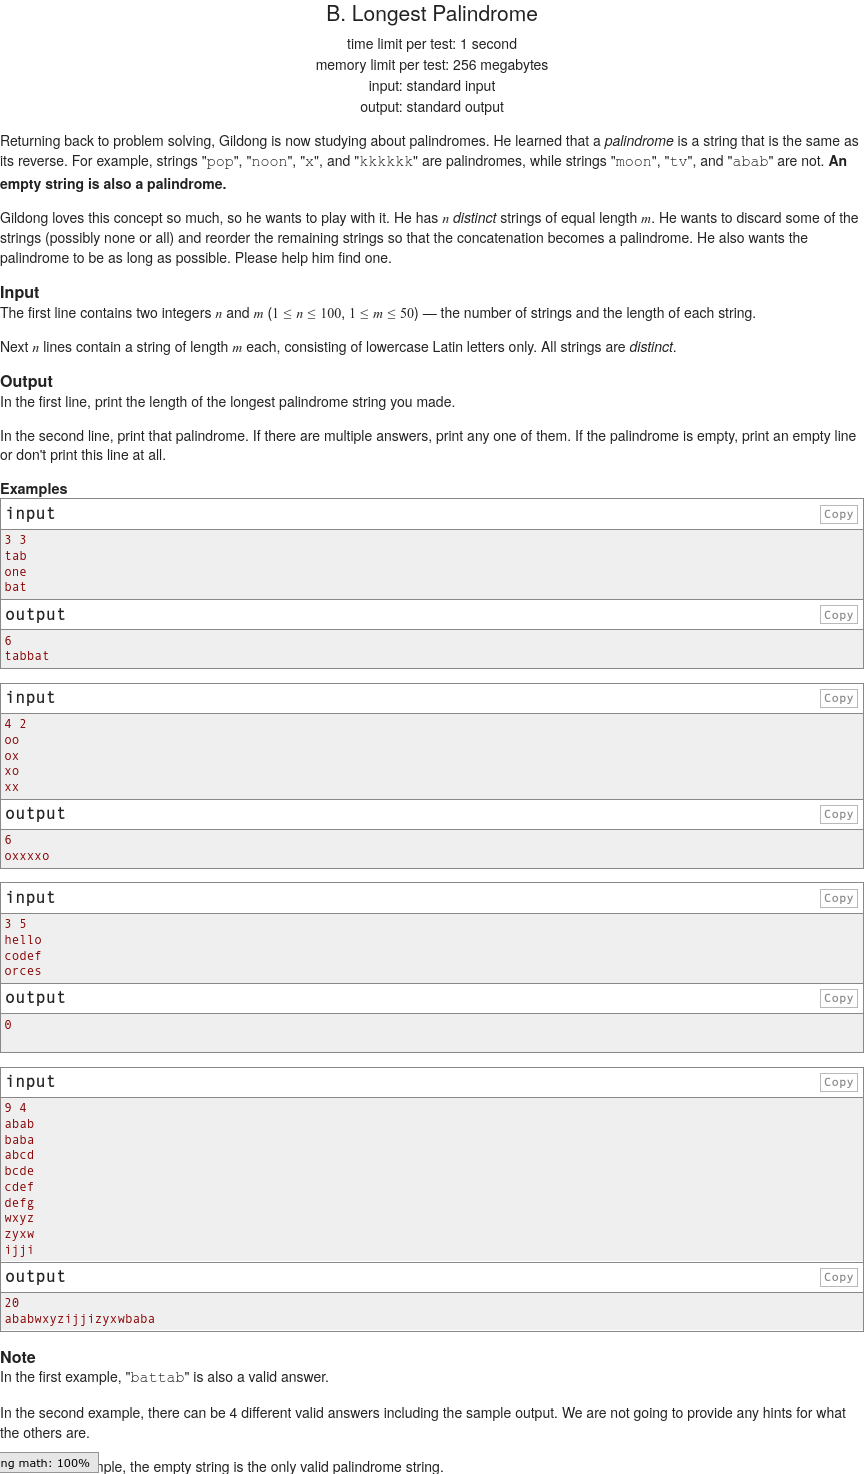 B. Longest Palindrome
time limit per test: 1 second
memory limit per test: 256 megabytes
input: standard input
output: standard output
Returning back to problem solving, Gildong is now studying about palindromes. He learned that a palindrome is a string that is the same as
its reverse. For example, strings "pop", "noon", "x", and "kkkkkk" are palindromes, while strings "moon", "tv", and "abab" are not. An
empty string is also a palindrome.
Gildong loves this concept so much, so he wants to play with it. He has n distinct strings of equal length m. He wants to discard some of the
strings (possibly none or all) and reorder the remaining strings so that the concatenation becomes a palindrome. He also wants the
palindrome to be as long as possible. Please help him find one.
Input
The first line contains two integers n and m (1 ≤ n ≤ 100, 1 ≤ m ≤ 50) — the number of strings and the length of each string.
Next n lines contain a string of length m each, consisting of lowercase Latin letters only. All strings are distinct.
Output
In the first line, print the length of the longest palindrome string you made.
In the second line, print that palindrome. If there are multiple answers, print any one of them. If the palindrome is empty, print an empty line
or don't print this line at all.
Examples
input Copy
3 3
tab
one
bat
output Copy
6
tabbat
input Copy
4 2
oo
ox
xo
xx
output Copy
6
oxxxxo
input Copy
3 5
hello
codef
orces
output Copy
0
input Copy
9 4
abab
baba
abcd
bcde
cdef
defg
wxyz
zyxw
ijji
output Copy
20
ababwxyzijjizyxwbaba
Note
In the first example, "battab" is also a valid answer.
In the second example, there can be 4 different valid answers including the sample output. We are not going to provide any hints for what
the others are.
ng math: 100% mple, the empty string is the only valid palindrome string.